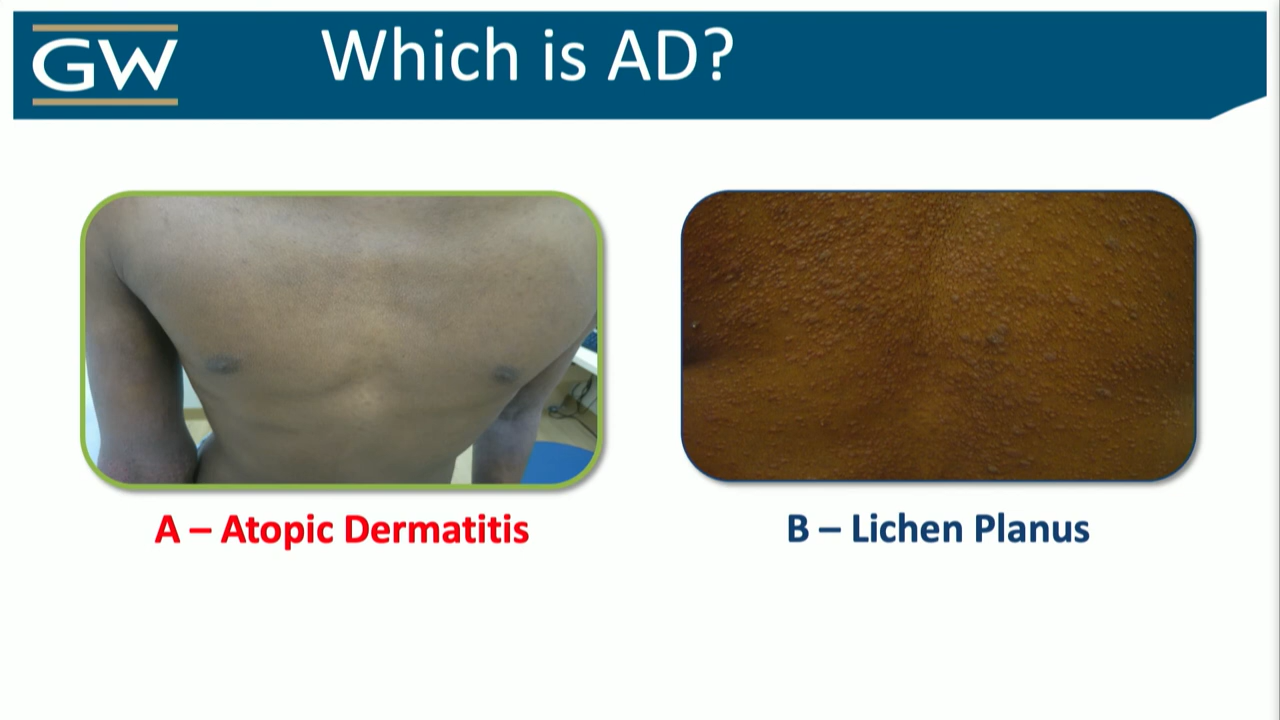 GW
Which is AD?
A – Atopic Dermatitis
B – Lichen Planus